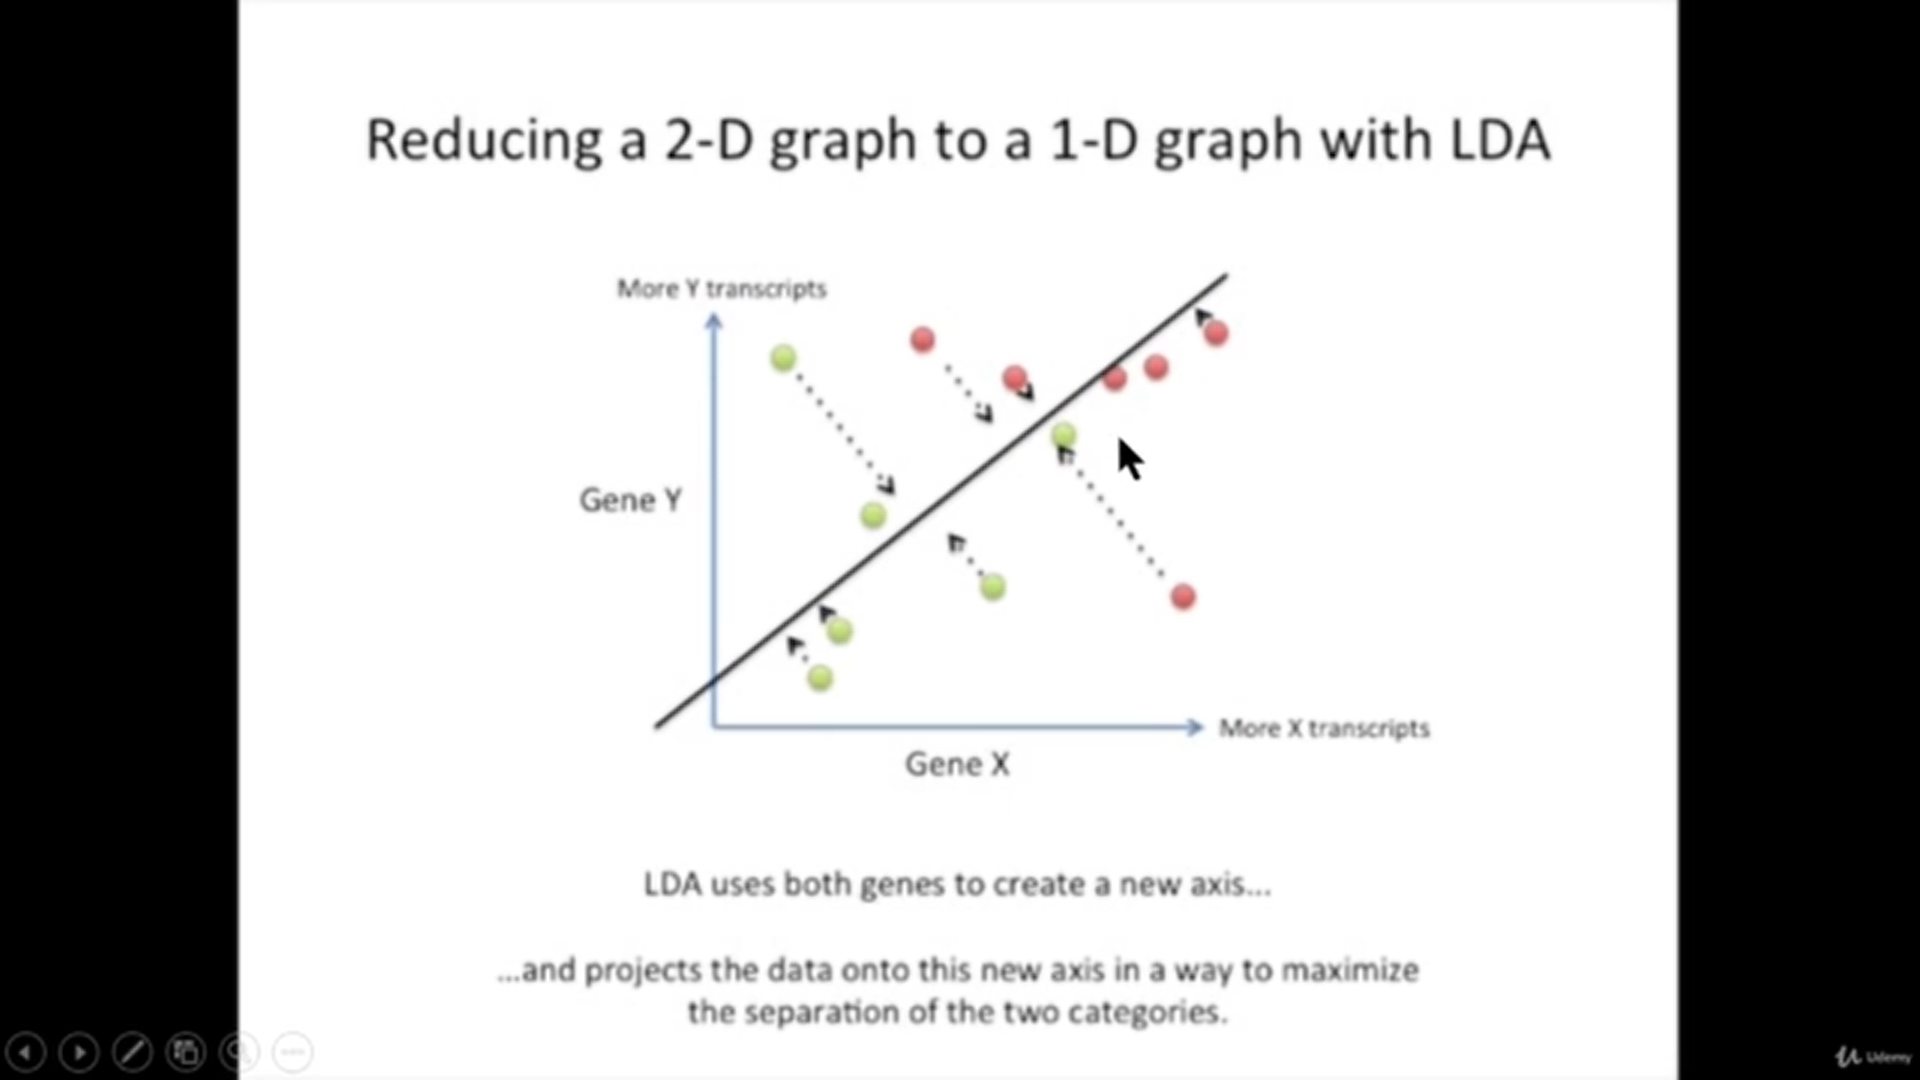 Reducing a 2-D graph to a 1-D graph with LDA
More Y transcripts
Gene Y
More X transcripts
Gene X
LDA uses both genes to create a new axis...
...and projects the data onto this new axis in a way to maximize
the separation of the two categories.
Udemy